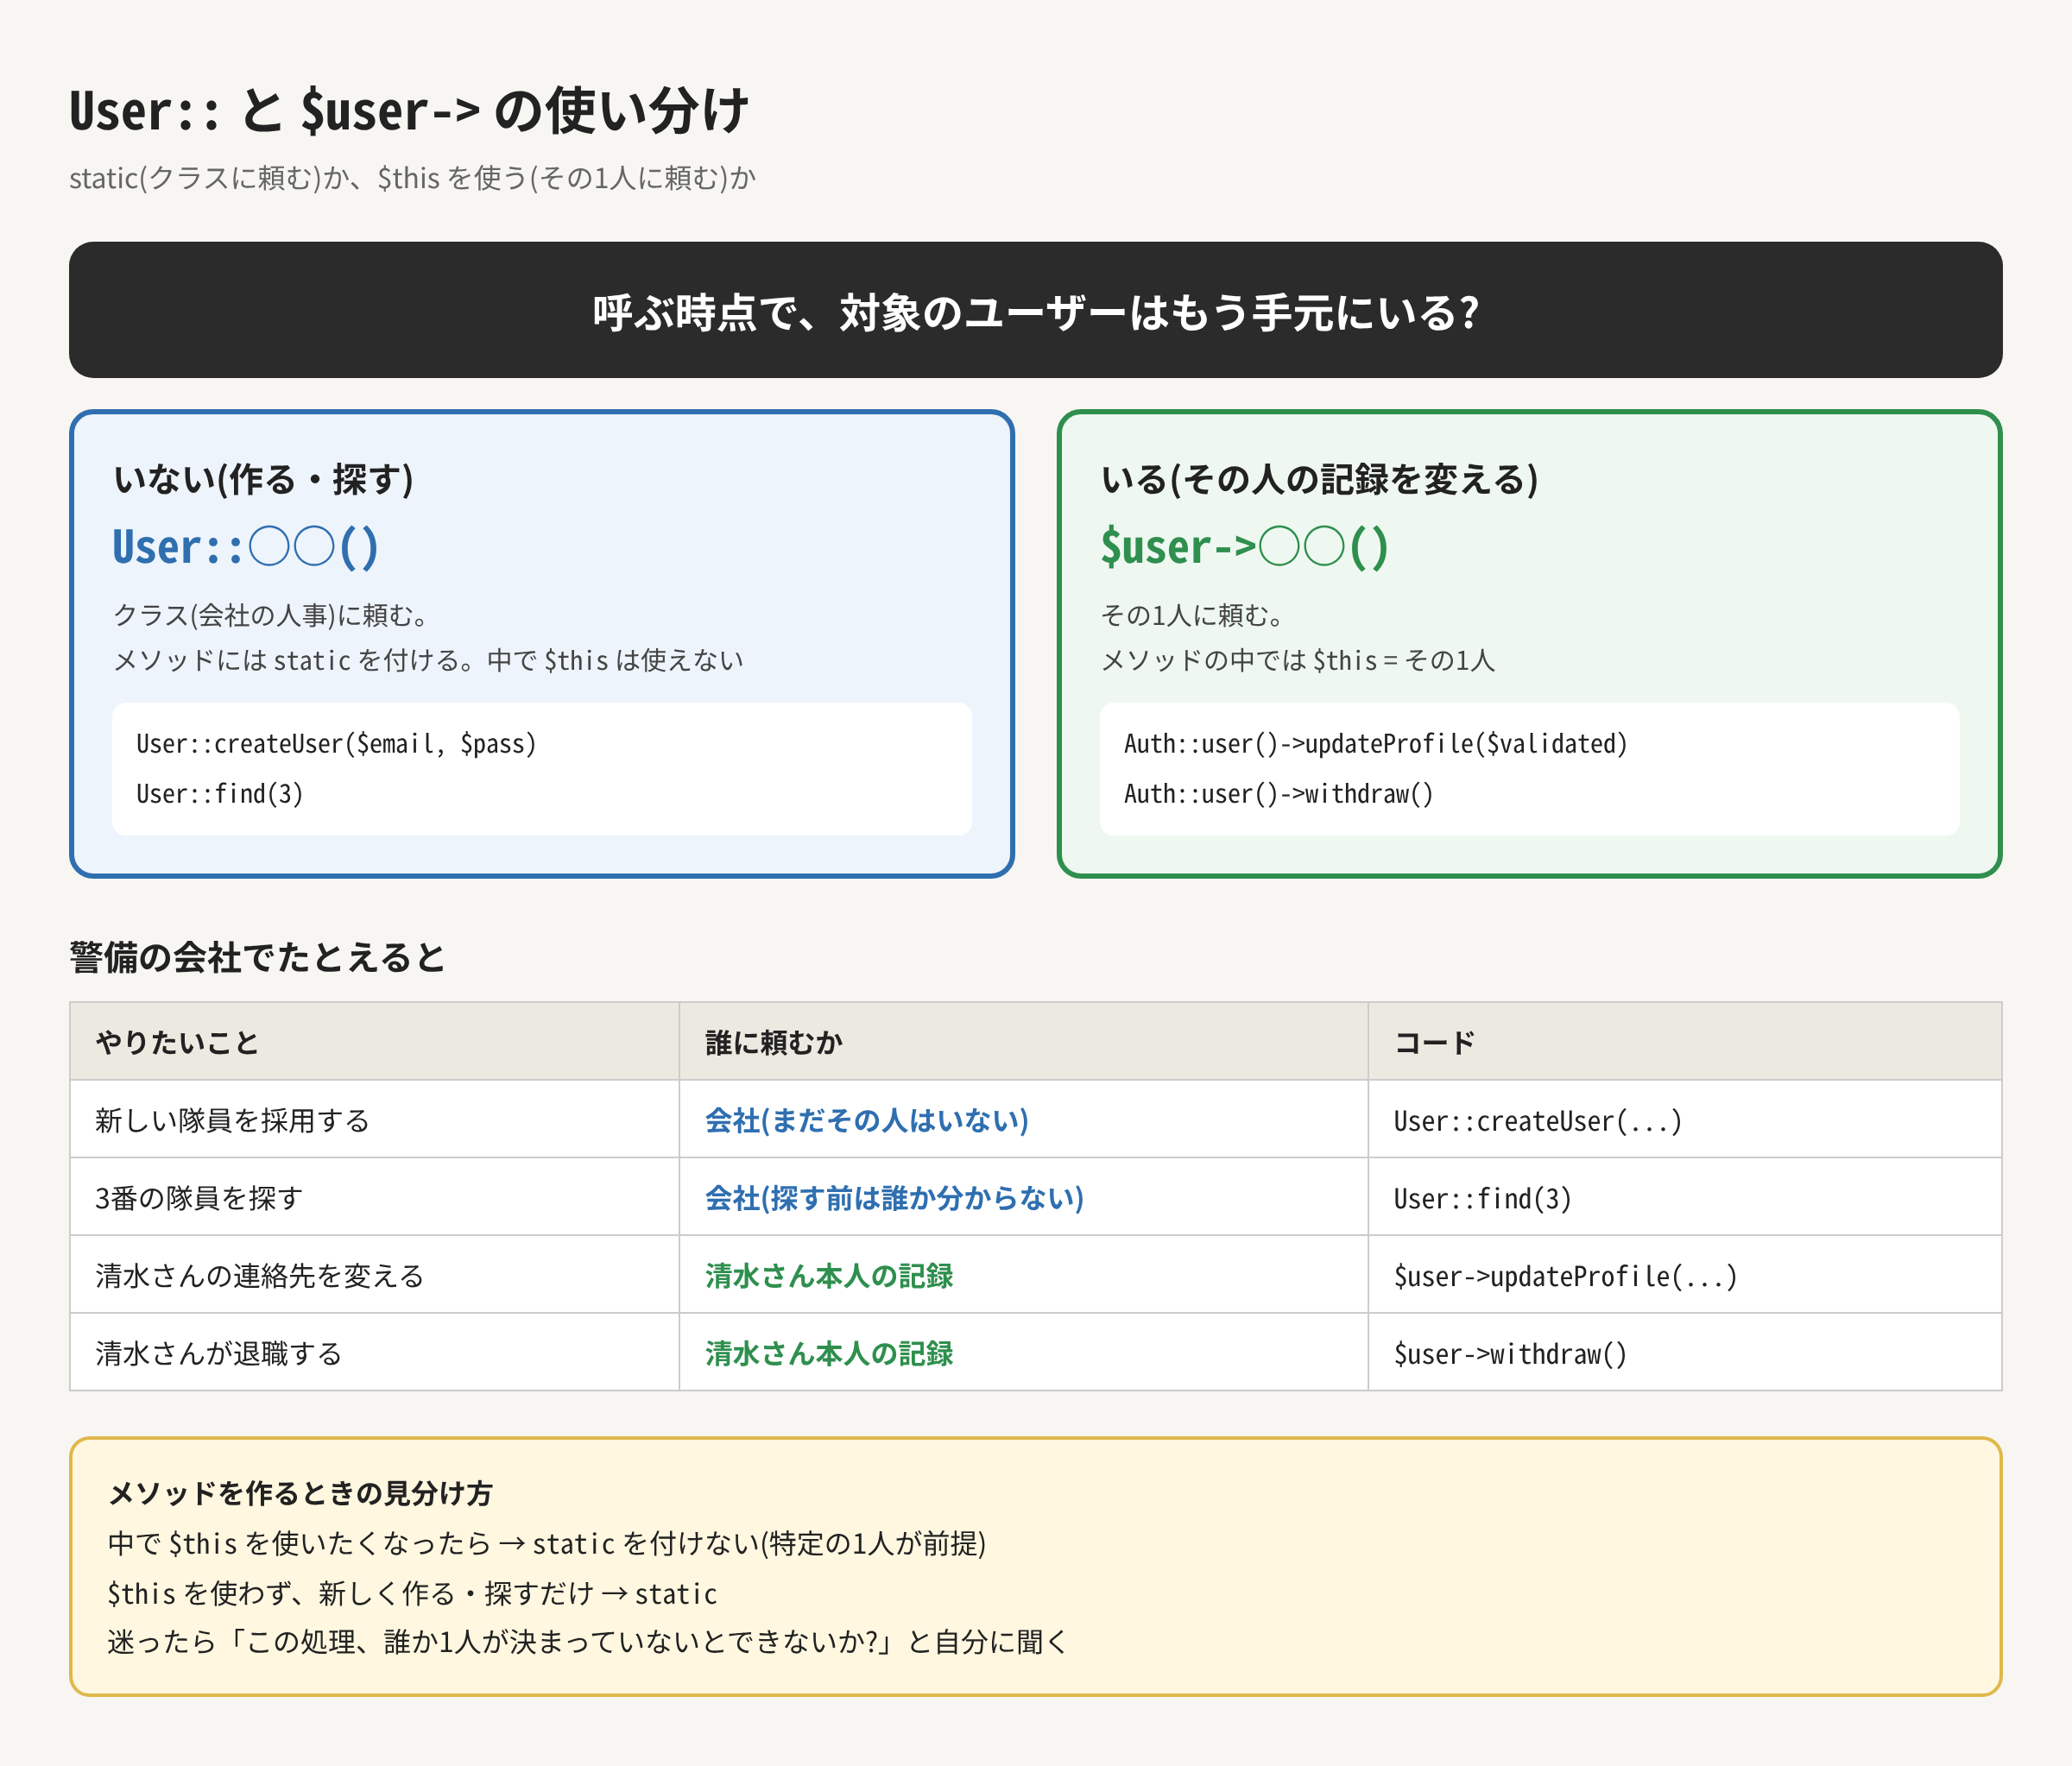 User:: と $user-> の使い分け
static(クラスに頼む)か、$this を使う(その1人に頼む)か
呼ぶ時点で、対象のユーザーはもう手元にいる?
いない(作る・探す)
User::◯◯()
クラス(会社の人事)に頼む。
メソッドには static を付ける。中で $this は使えない
User::createUser($email, $pass)
User::find(3)
いる(その人の記録を変える)
$user->◯◯()
その1人に頼む。
メソッドの中では $this = その1人
Auth::user()->updateProfile($validated)
Auth::user()->withdraw()
警備の会社でたとえると
やりたいこと 誰に頼むか コード
新しい隊員を採用する 会社(まだその人はいない) User::createUser(...)
3番の隊員を探す 会社(探す前は誰か分からない) User::find(3)
清水さんの連絡先を変える 清水さん本人の記録 $user->updateProfile(...)
清水さんが退職する 清水さん本人の記録 $user->withdraw()
メソッドを作るときの見分け方
中で $this を使いたくなったら → static を付けない(特定の1人が前提)
$this を使わず、新しく作る・探すだけ → static
迷ったら「この処理、誰か1人が決まっていないとできないか?」と自分に聞く